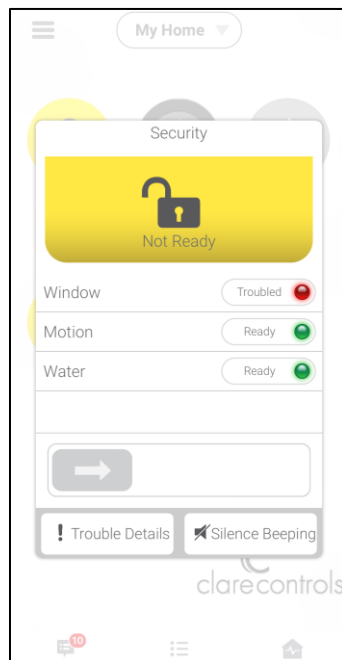 My Home
Security
Not Ready
Window Troubled
Motion Ready
Water Ready
! Trouble Details Silence Beeping
clarecontrols
10